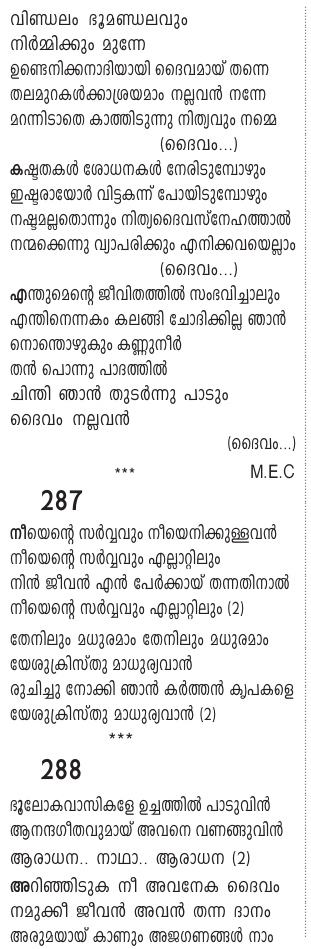 വിണ്ഡലം ഭൂമണ്ഡലവും
നിർമ്മിക്കും മുന്നേ
ഉണ്ടെനിക്കനാദിയായി ദൈവമായ് തന്നെ
തലമുറകൾക്കാശ്രയമാം നല്ലവൻ നന്നേ
മറന്നിടാതെ കാത്തിടുന്നു നിത്യവും നമ്മെ
(ദൈവം...)
കഷ്ടതകൾ ശോധനകൾ നേരിടുമ്പോഴും
ഇഷ്ടരായോർ വിട്ടകന്ന് പോയിടുമ്പോഴും
നഷ്ടമല്ലതൊന്നും നിത്യദൈവസ്നേഹത്താൽ
നന്മക്കെന്നു വ്യാപരിക്കും എനിക്കവയെല്ലാം
(ദൈവം...)
എന്തുമെന്റെ ജീവിതത്തിൽ സംഭവിച്ചാലും
എന്തിനെന്നകം കലങ്ങി ചോദിക്കില്ല ഞാൻ
നൊന്തൊഴുകും കണ്ണുനീർ
തൻ പൊന്നു പാദത്തിൽ
ചിന്തി ഞാൻ തുടർന്നു പാടും
ദൈവം നല്ലവൻ
(ദൈവം...)
*** M.E.C
287
നീയെന്റെ സർവ്വവും നീയെനിക്കുള്ളവൻ
നീയെന്റെ സർവ്വവും എല്ലാറ്റിലും
നിൻ ജീവൻ എൻ പേർക്കായ് തന്നതിനാൽ
നീയെന്റെ സർവ്വവും എല്ലാറ്റിലും (2)
തേനിലും മധുരമാം തേനിലും മധുരമാം
യേശുക്രിസ്തു മാധുര്യവാൻ
രുചിച്ചു നോക്കി ഞാൻ കർത്തൻ കൃപകളെ
യേശുക്രിസ്തു മാധുര്യവാൻ (2)
***
288
ഭൂലോകവാസികളേ ഉച്ചത്തിൽ പാടുവിൻ
ആനന്ദഗീതവുമായ് അവനെ വണങ്ങുവിൻ
ആരാധന.. നാഥാ.. ആരാധന (2)
അറിഞ്ഞിടുക നീ അവനേക ദൈവം
നമുക്കീ ജീവൻ അവൻ തന്ന ദാനം
അരുമയായ് കാണും അജഗണങ്ങൾ നാം